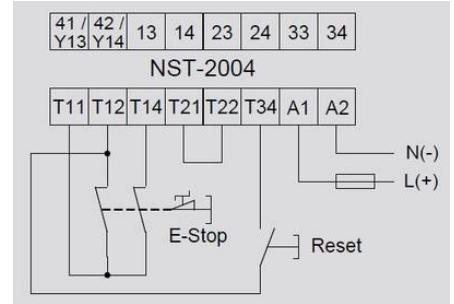 41 / 42 / 13 14 23 24 33 34
Y13 Y14
NST-2004
T11 T12 T14 T21 T22 T34 A1 A2
N(-)
L(+)
E-Stop
Reset